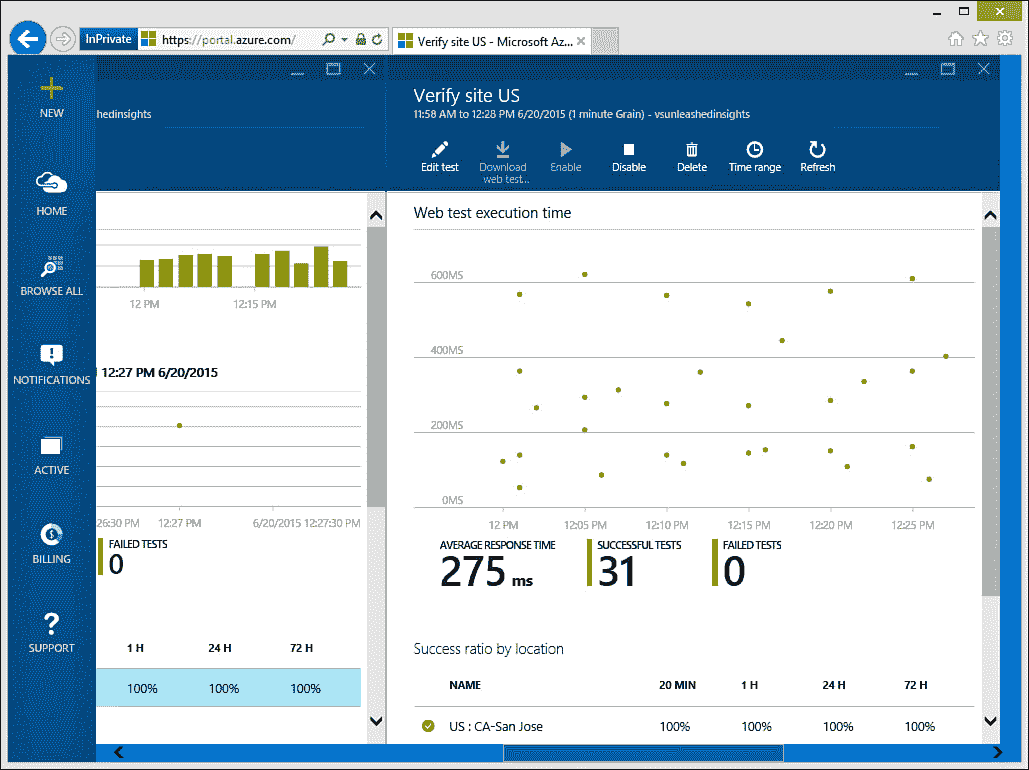 InPrivate
https://portal.azure.com/
Verify site US - Microsoft Az...
NEW
HOME
BROWSE ALL
NOTIFICATIONS
ACTIVE
BILLING
SUPPORT
hedinsights
12 PM
12:15 PM
12:27 PM 6/20/2015
26:30 PM
12:27 PM
6/20/2015 12:27:30 PM
FAILED TESTS
0
1 H 24 H 72 H
100% 100% 100%
Verify site US
11:58 AM to 12:28 PM 6/20/2015 (1 minute Grain) - vsunleashedinsights
Edit test
Download
web test...
Enable
Disable
Delete
Time range
Refresh
Web test execution time
600MS
400MS
200MS
0MS
12 PM 12:05 PM 12:10 PM 12:15 PM 12:20 PM 12:25 PM
AVERAGE RESPONSE TIME
275 ms
SUCCESSFUL TESTS
31
FAILED TESTS
0
Success ratio by location
NAME 20 MIN 1 H 24 H 72 H
US : CA-San Jose 100% 100% 100% 100%